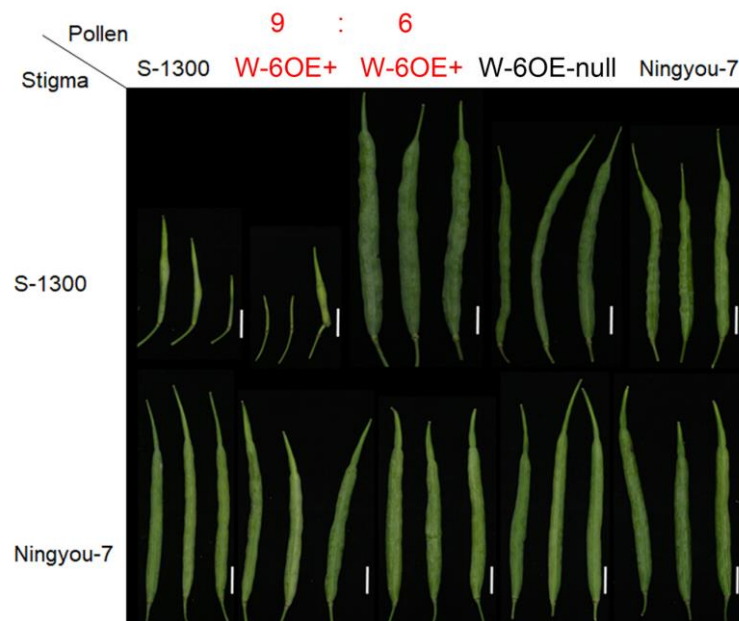 9 : 6
Pollen
S-1300 W-6OE+ W-6OE+ W-6OE-null Ningyou-7
Stigma
S-1300
Ningyou-7